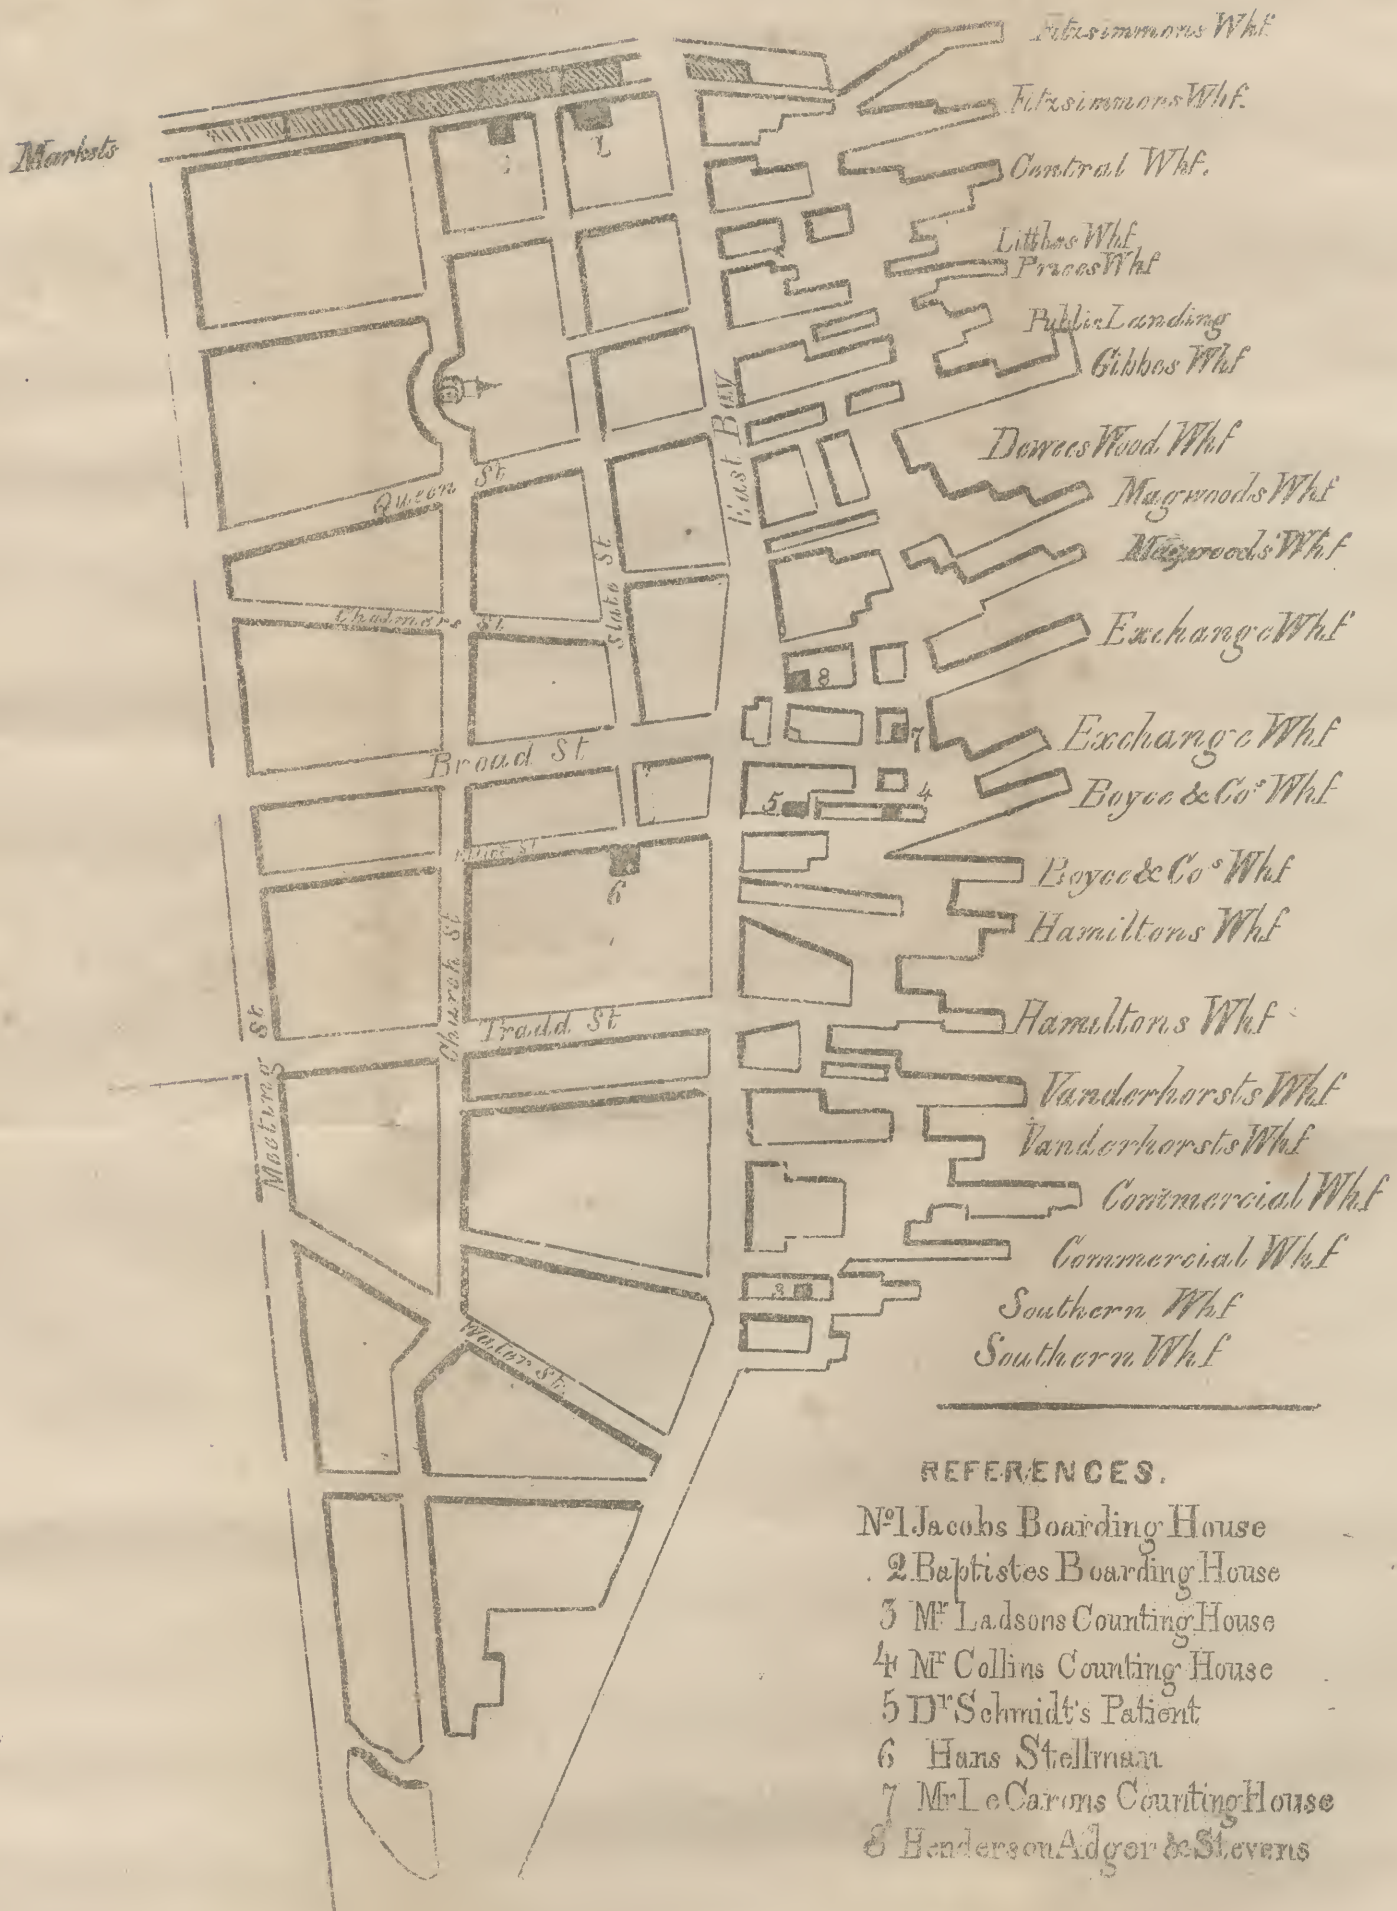 Fitzsimmons Whf
Fitzsimmons Whf.
Markets
Central Whf.
Prices Whf
Public Landing
Gibbes Whf
2
East Bay
Dewees Wood Whf
Queen St
Magwoods Whf
State St
Magwoods Whf
Chalmers St
Exchange Whf
8
Broad St
7
Exchange Whf
5
4
Boyce & Cos Whf
6
Boyce & Cos Whf
Church St
Hamiltons Whf
Tradd St
Hamiltons Whf
Meeting St
Vanderhorsts Whf
Vanderhorsts Whf
Commercial Whf
Commercial Whf
3
Southern Whf
Water St.
Southern Whf
REFERENCES.
No 1 Jacobs Boarding House
2 Baptistes Boarding House
3 Mr Ladsons Counting House
4 Mr Collins Counting House
5 Dr Schmidt's Patient
6 Hans Stellman
7 Mr Le Carons Counting House
8 Henderson Adger & Stevens